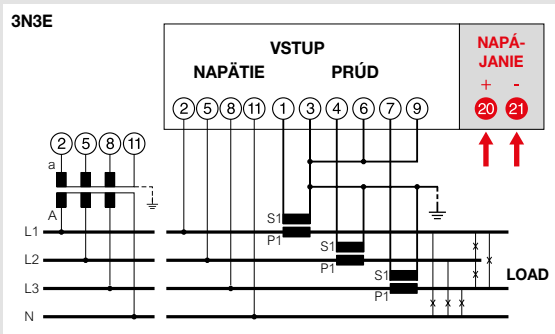 3N3E
VSTUP
NAPÄTIE PRÚD
NAPÁ-
JANIE
+ -
2 5 8 11 1 3 4 6 7 9 20 21
2 5 8 11
a
A
S1
P1
S1
P1
S1
P1
L1
L2
L3
N
LOAD